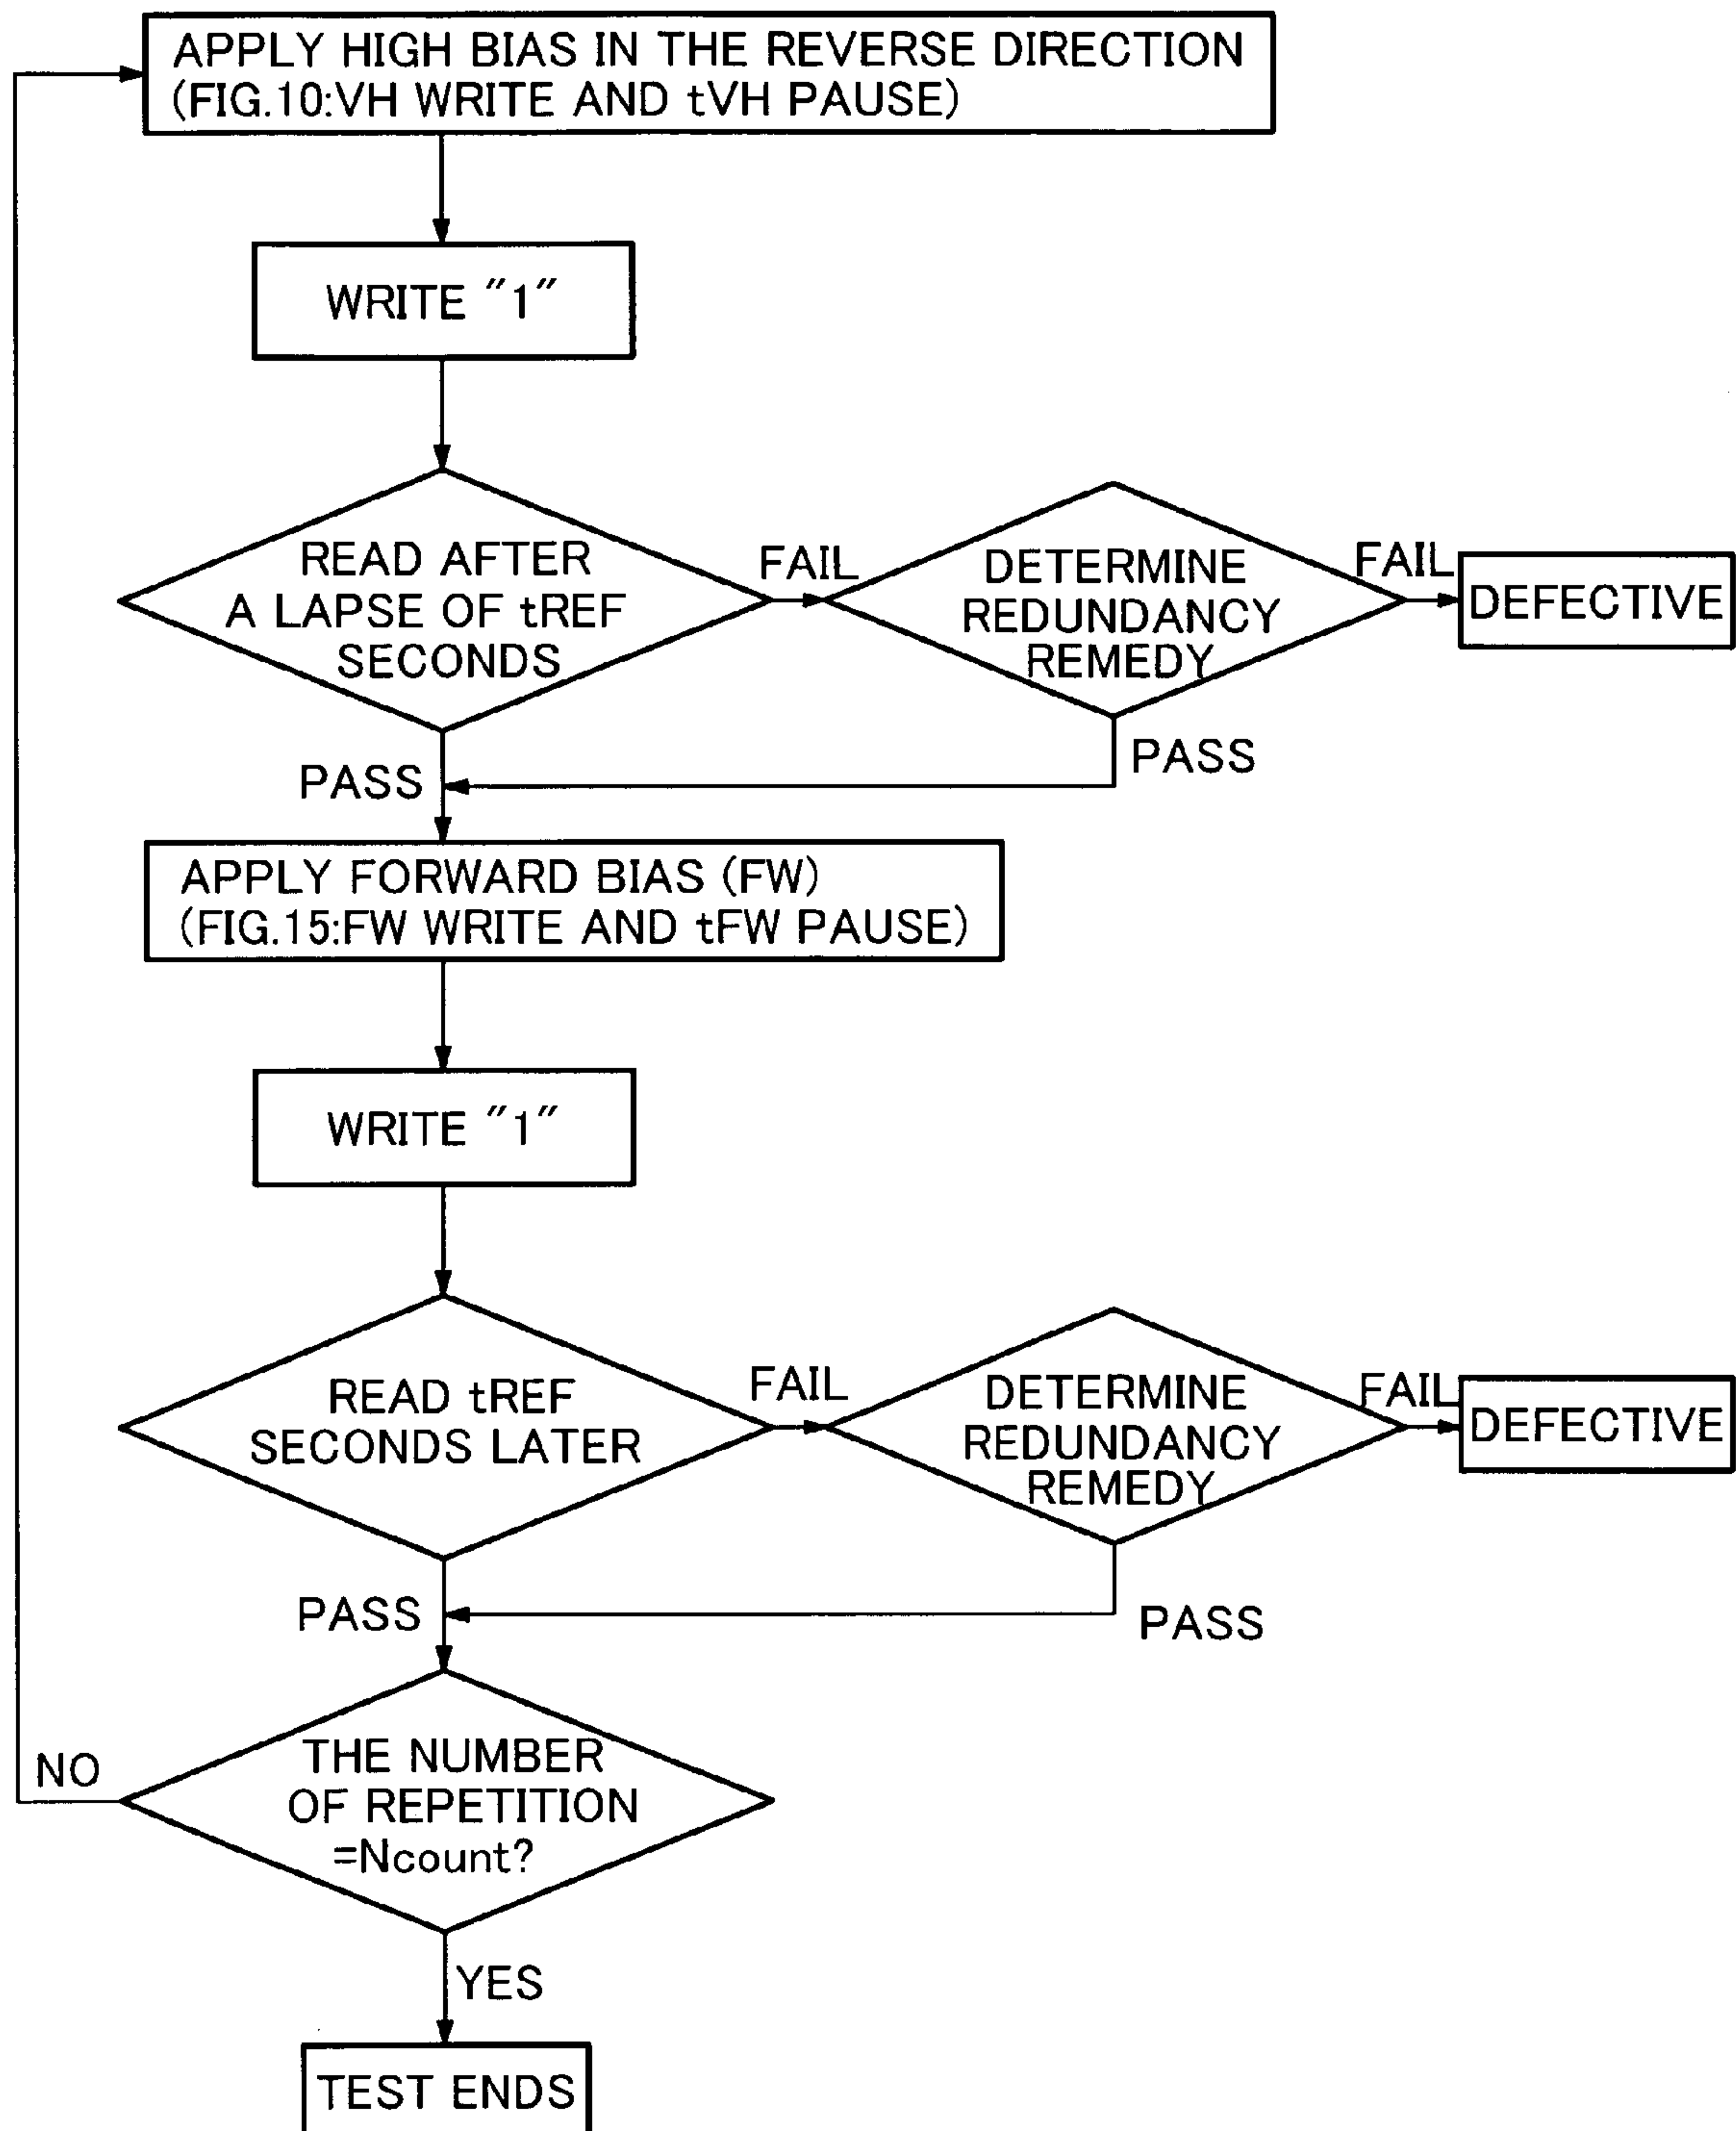 APPLY HIGH BIAS IN THE REVERSE DIRECTION
(FIG.10:VH WRITE AND tVH PAUSE)
WRITE "1"
READ AFTER
A LAPSE OF tREF
SECONDS
FAIL
DETERMINE
REDUNDANCY
REMEDY
FAIL
DEFECTIVE
PASS
PASS
APPLY FORWARD BIAS (FW)
(FIG.15:FW WRITE AND tFW PAUSE)
WRITE "1"
READ tREF
SECONDS LATER
FAIL
DETERMINE
REDUNDANCY
REMEDY
FAIL
DEFECTIVE
PASS
PASS
NO
THE NUMBER
OF REPETITION
=Ncount?
YES
TEST ENDS